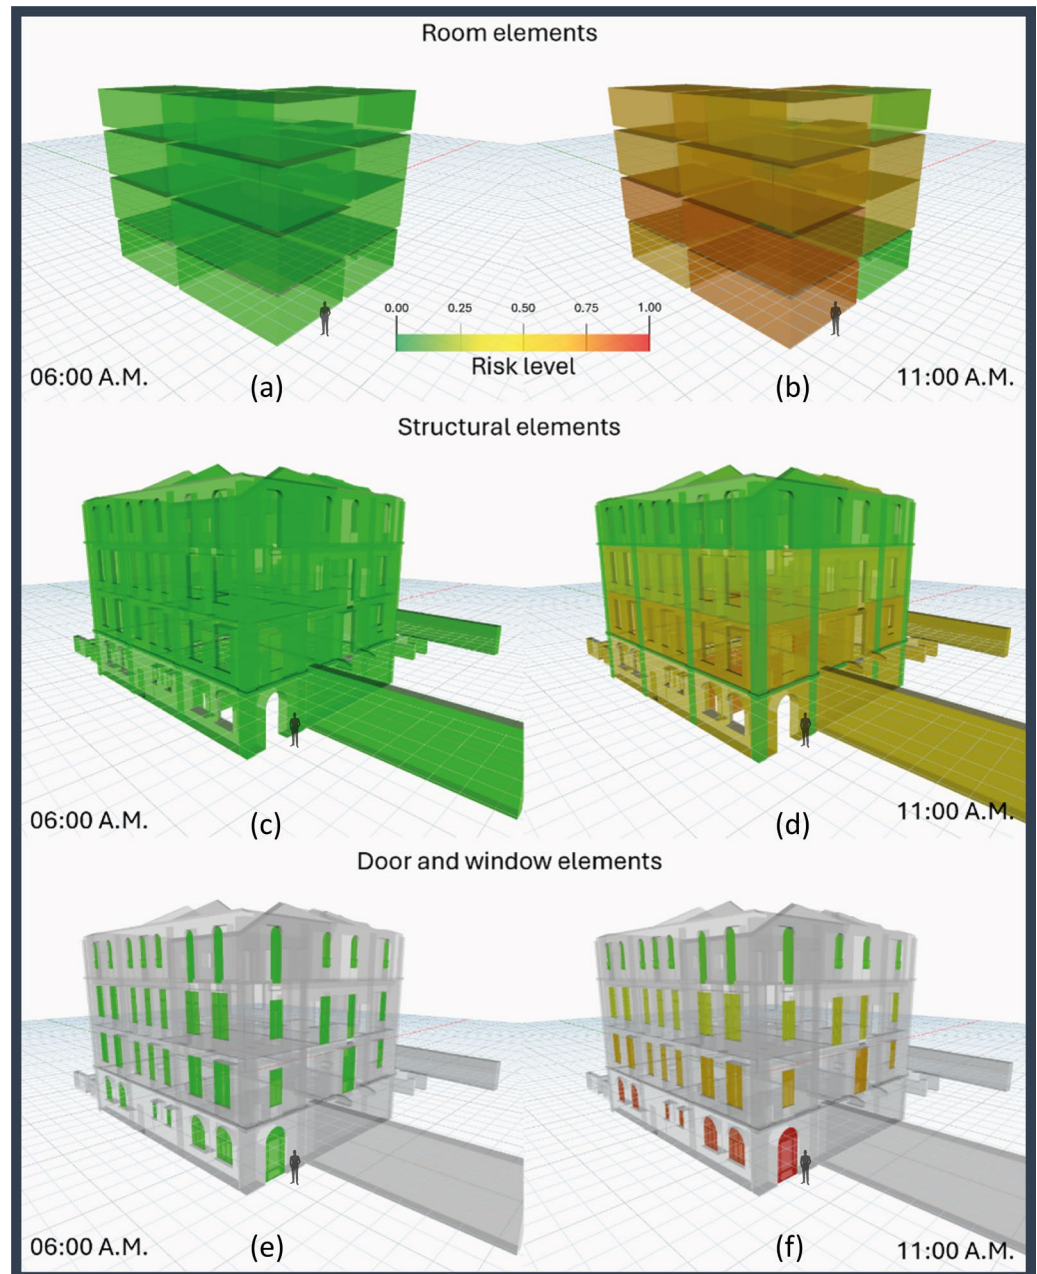 Room elements
0.00 0.25 0.50 0.75 1.00
Risk level
06:00 A.M. (a) (b) 11:00 A.M.
Structural elements
06:00 A.M. (c) (d) 11:00 A.M.
Door and window elements
06:00 A.M. (e) (f) 11:00 A.M.